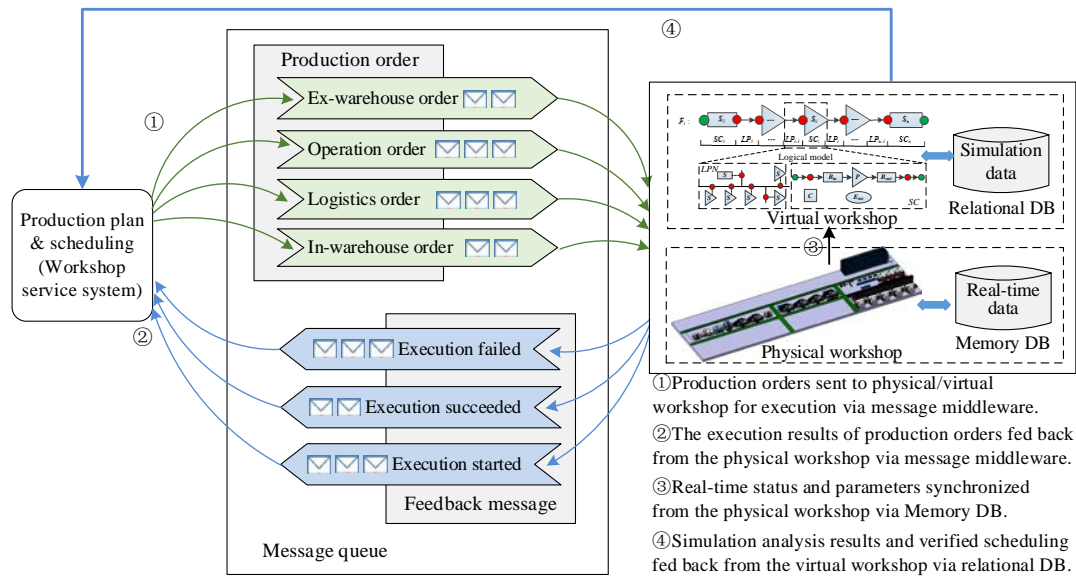 ④
Production order
Ex-warehouse order
①
Operation order
Logistics order
In-warehouse order
Production plan
& scheduling
(Workshop
service system)
②
Execution failed
Execution succeeded
Execution started
Feedback message
Message queue
Logical model
LPN
SC
Virtual workshop
Simulation
data
Relational DB
③
Physical workshop
Real-time
data
Memory DB
①Production orders sent to physical/virtual
workshop for execution via message middleware.
②The execution results of production orders fed back
from the physical workshop via message middleware.
③Real-time status and parameters synchronized
from the physical workshop via Memory DB.
④Simulation analysis results and verified scheduling
fed back from the virtual workshop via relational DB.